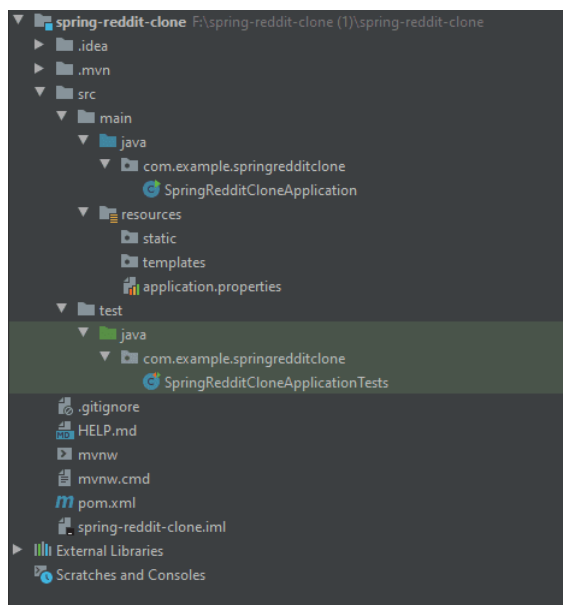 spring-reddit-clone F:\spring-reddit-clone (1)\spring-reddit-clone
.idea
.mvn
src
main
java
com.example.springredditclone
SpringRedditCloneApplication
resources
static
templates
application.properties
test
java
com.example.springredditclone
SpringRedditCloneApplicationTests
.gitignore
HELP.md
mvnw
mvnw.cmd
pom.xml
spring-reddit-clone.iml
External Libraries
Scratches and Consoles